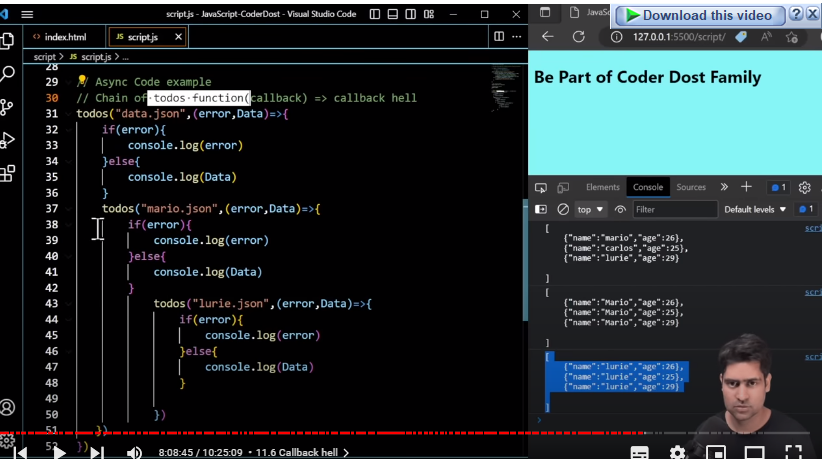 script.js - JavaScript-CoderDost - Visual Studio Code
index.html
JS script.js
script > JS script.js > ...
28
29 // Async Code example
30 // Chain of todos function(callback) => callback hell
31 todos("data.json",(error,Data)=>{
32 if(error){
33 console.log(error)
34 }else{
35 console.log(Data)
36 }
37 todos("mario.json",(error,Data)=>{
38 if(error){
39 console.log(error)
40 }else{
41 console.log(Data)
42 }
43 todos("lurie.json",(error,Data)=>{
44 if(error){
45 console.log(error)
46 }else{
47 console.log(Data)
48 }
49
50 })
51 })
52 })
8:08:45 / 10:25:09 • 11.6 Callback hell >
JavaSc
Download this video
?
X
127.0.0.1:5500/script/
Be Part of Coder Dost Family
Elements Console Sources
1
top
Filter
Default levels
1
[
{"name":"mario","age":26},
{"name":"carlos","age":25},
{"name":"lurie","age":29}
]
scri
[
{"name":"Mario","age":26},
{"name":"Mario","age":25},
{"name":"Mario","age":29}
]
scri
[
{"name":"lurie","age":26},
{"name":"lurie","age":25},
{"name":"lurie","age":29}
]
scri